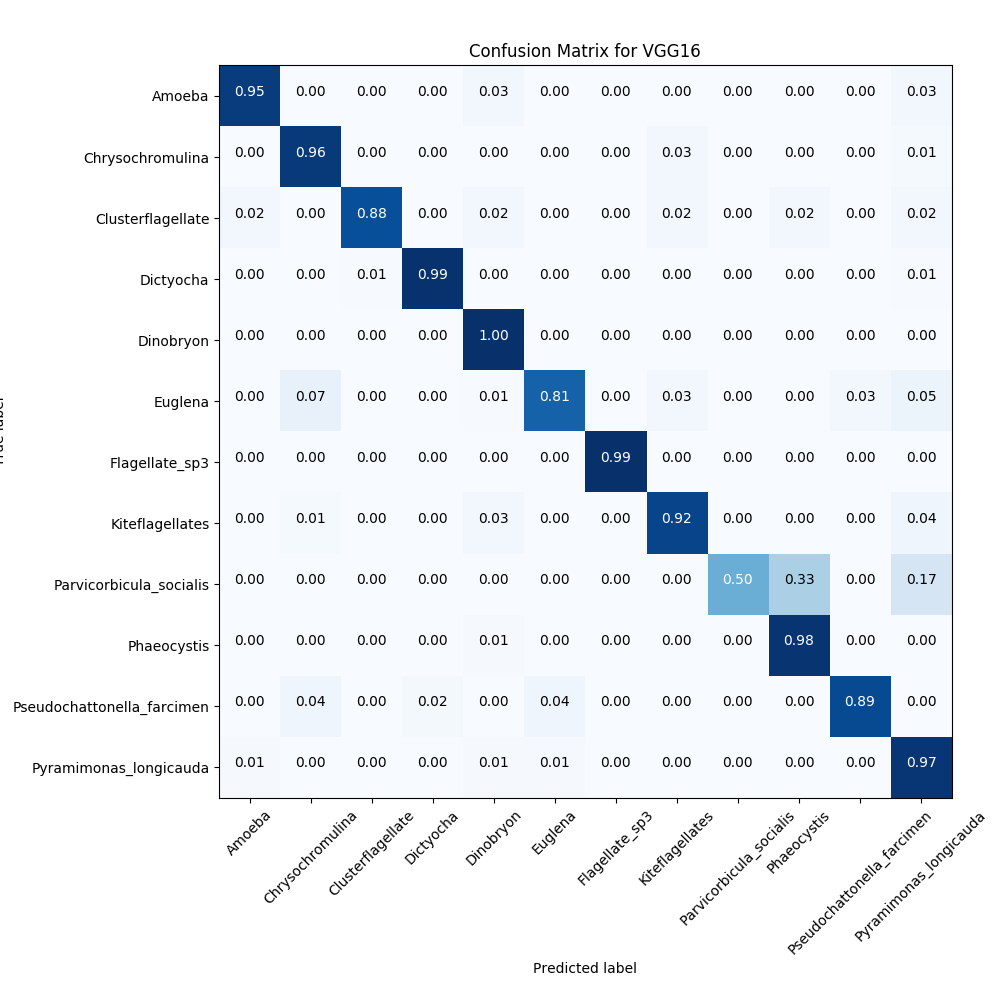 Confusion Matrix for VGG16
Amoeba 0.95 0.00 0.00 0.00 0.03 0.00 0.00 0.00 0.00 0.00 0.00 0.03
Chrysochromulina 0.00 0.96 0.00 0.00 0.00 0.00 0.00 0.03 0.00 0.00 0.00 0.01
Clusterflagellate 0.02 0.00 0.88 0.00 0.02 0.00 0.00 0.02 0.00 0.02 0.00 0.02
Dictyocha 0.00 0.00 0.01 0.99 0.00 0.00 0.00 0.00 0.00 0.00 0.00 0.01
Dinobryon 0.00 0.00 0.00 0.00 1.00 0.00 0.00 0.00 0.00 0.00 0.00 0.00
Euglena 0.00 0.07 0.00 0.00 0.01 0.81 0.00 0.03 0.00 0.00 0.03 0.05
Flagellate_sp3 0.00 0.00 0.00 0.00 0.00 0.00 0.99 0.00 0.00 0.00 0.00 0.00
Kiteflagellates 0.00 0.01 0.00 0.00 0.03 0.00 0.00 0.92 0.00 0.00 0.00 0.04
Parvicorbicula_socialis 0.00 0.00 0.00 0.00 0.00 0.00 0.00 0.00 0.50 0.33 0.00 0.17
Phaeocystis 0.00 0.00 0.00 0.00 0.01 0.00 0.00 0.00 0.00 0.98 0.00 0.00
Pseudochattonella_farcimen 0.00 0.04 0.00 0.02 0.00 0.04 0.00 0.00 0.00 0.00 0.89 0.00
Pyramimonas_longicauda 0.01 0.00 0.00 0.00 0.01 0.01 0.00 0.00 0.00 0.00 0.00 0.97
Amoeba Chrysochromulina Clusterflagellate Dictyocha Dinobryon Euglena Flagellate_sp3 Kiteflagellates Parvicorbicula_socialis Phaeocystis Pseudochattonella_farcimen Pyramimonas_longicauda
Predicted label